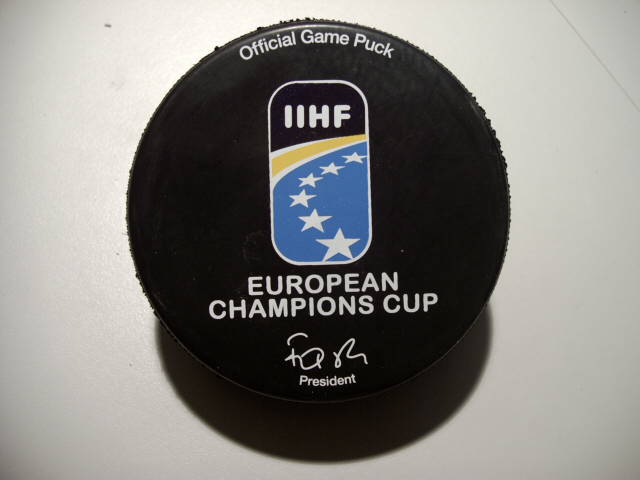 Official Game Puck
IIHF
EUROPEAN
CHAMPIONS CUP
President